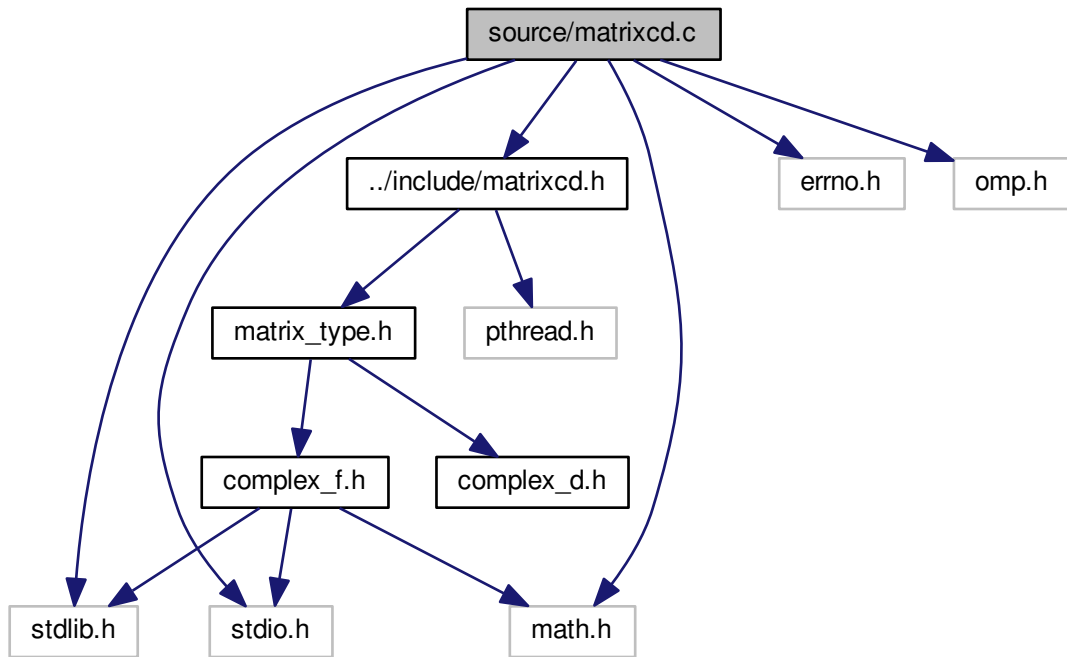 source/matrixcd.c
../include/matrixcd.h
errno.h
omp.h
matrix_type.h
pthread.h
complex_f.h
complex_d.h
stdlib.h
stdio.h
math.h